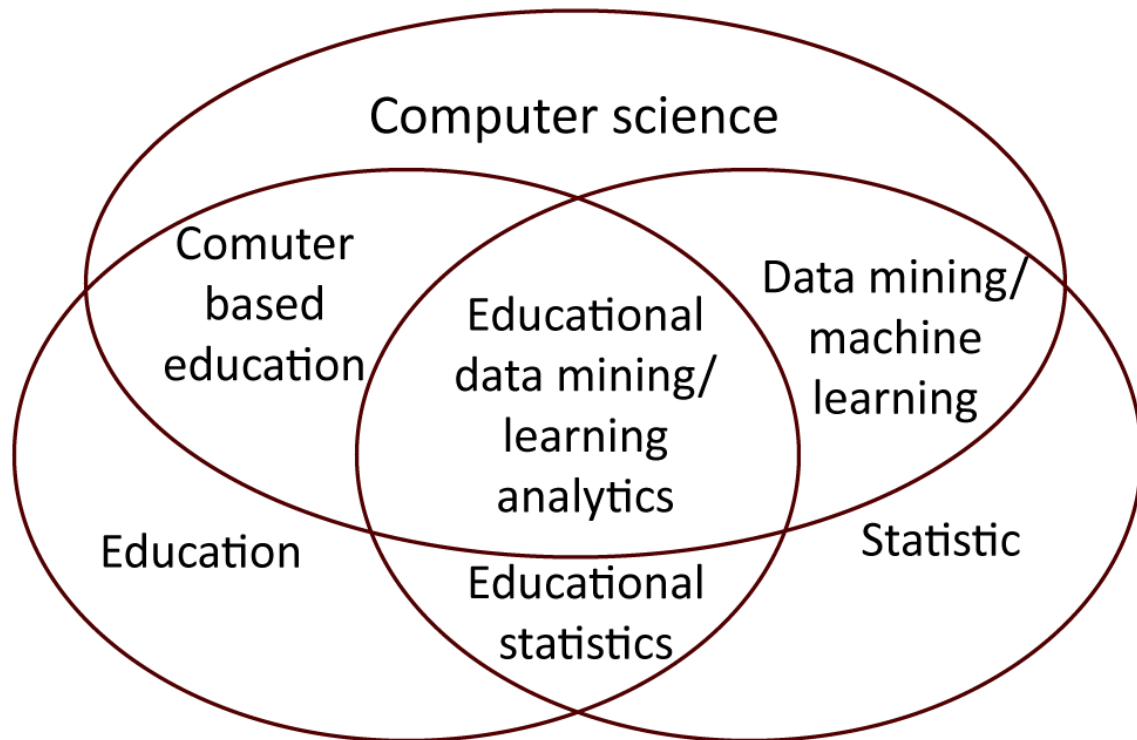 Computer science
Comuter
based
education
Educational
data mining/
learning
analytics
Data mining/
machine
learning
Education
Educational
statistics
Statistic